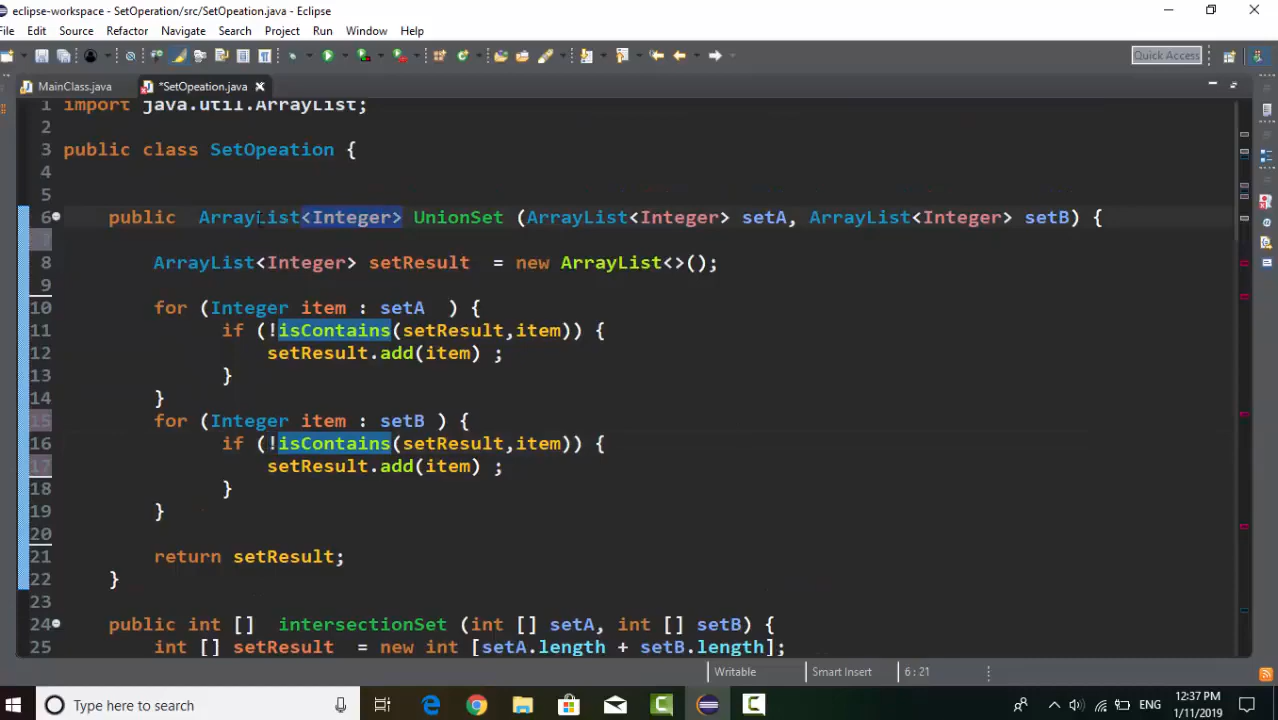 eclipse-workspace - SetOperation/src/SetOpeation.java - Eclipse
File Edit Source Refactor Navigate Search Project Run Window Help
Quick Access
MainClass.java *SetOpeation.java
1 import java.util.ArrayList;
2
3 public class SetOpeation {
4
5
6 public ArrayList<Integer> UnionSet (ArrayList<Integer> setA, ArrayList<Integer> setB) {
7
8 ArrayList<Integer> setResult = new ArrayList<>();
9
10 for (Integer item : setA ) {
11 if (!isContains(setResult,item)) {
12 setResult.add(item) ;
13 }
14 }
15 for (Integer item : setB ) {
16 if (!isContains(setResult,item)) {
17 setResult.add(item) ;
18 }
19 }
20
21 return setResult;
22 }
23
24 public int [] intersectionSet (int [] setA, int [] setB) {
25 int [] setResult = new int [setA.length + setB.length];
Writable Smart Insert 6 : 21
Type here to search
ENG
12:37 PM
1/11/2019